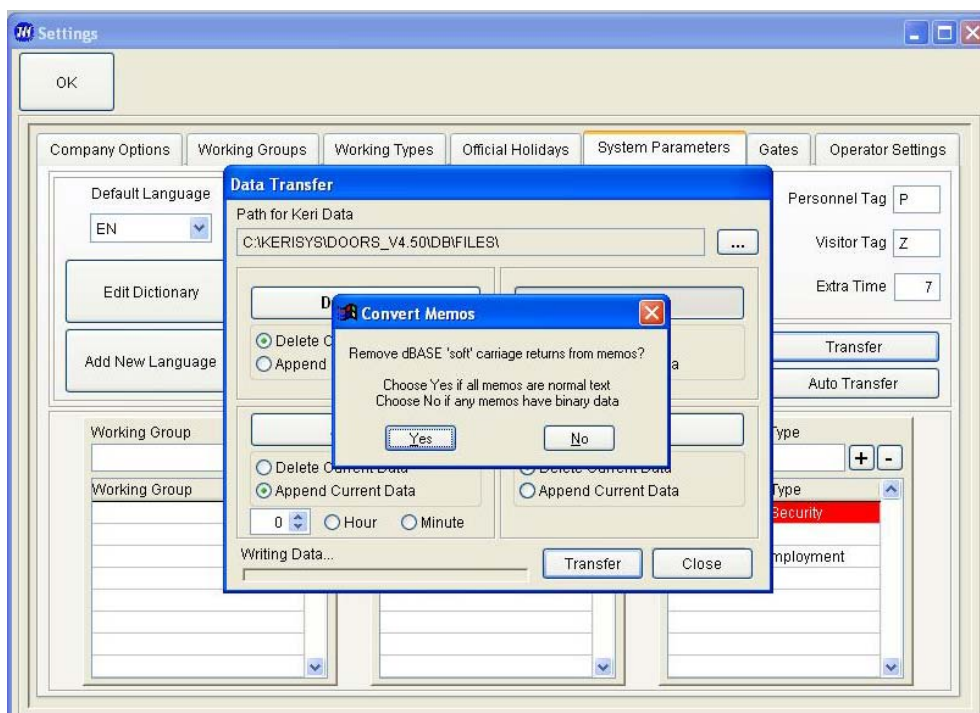 Settings
OK
Company Options
Working Groups
Working Types
Official Holidays
System Parameters
Gates
Operator Settings
Default Language
EN
Edit Dictionary
Add New Language
Data Transfer
Path for Keri Data
C:\KERISYS\DOORS_V4.50\DB\FILES\
...
Delete
Append
Convert Memos
Remove dBASE 'soft' carriage returns from memos?
Choose Yes if all memos are normal text
Choose No if any memos have binary data
Yes
No
Delete Current Data
Append Current Data
0
Hour
Minute
Delete Current Data
Append Current Data
Writing Data...
Transfer
Close
Personnel Tag P
Visitor Tag Z
Extra Time 7
Transfer
Auto Transfer
Working Group
Working Group
Type
+ -
Type
Security
mployment